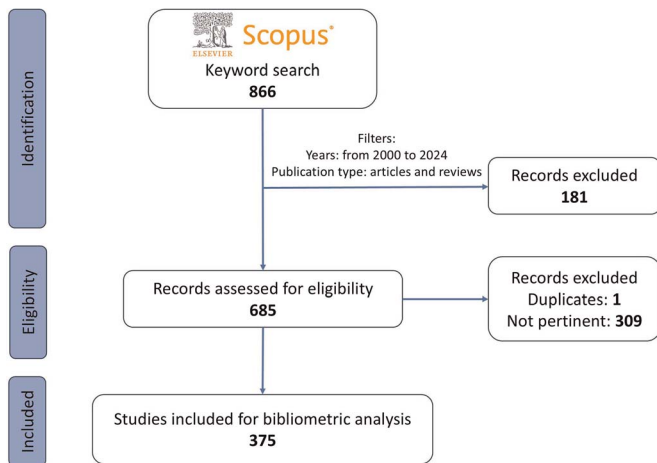 Identification
ELSEVIER
Scopus®
Keyword search
866
Filters:
Years: from 2000 to 2024
Publication type: articles and reviews
Records excluded
181
Eligibility
Records assessed for eligibility
685
Records excluded
Duplicates: 1
Not pertinent: 309
Included
Studies included for bibliometric analysis
375